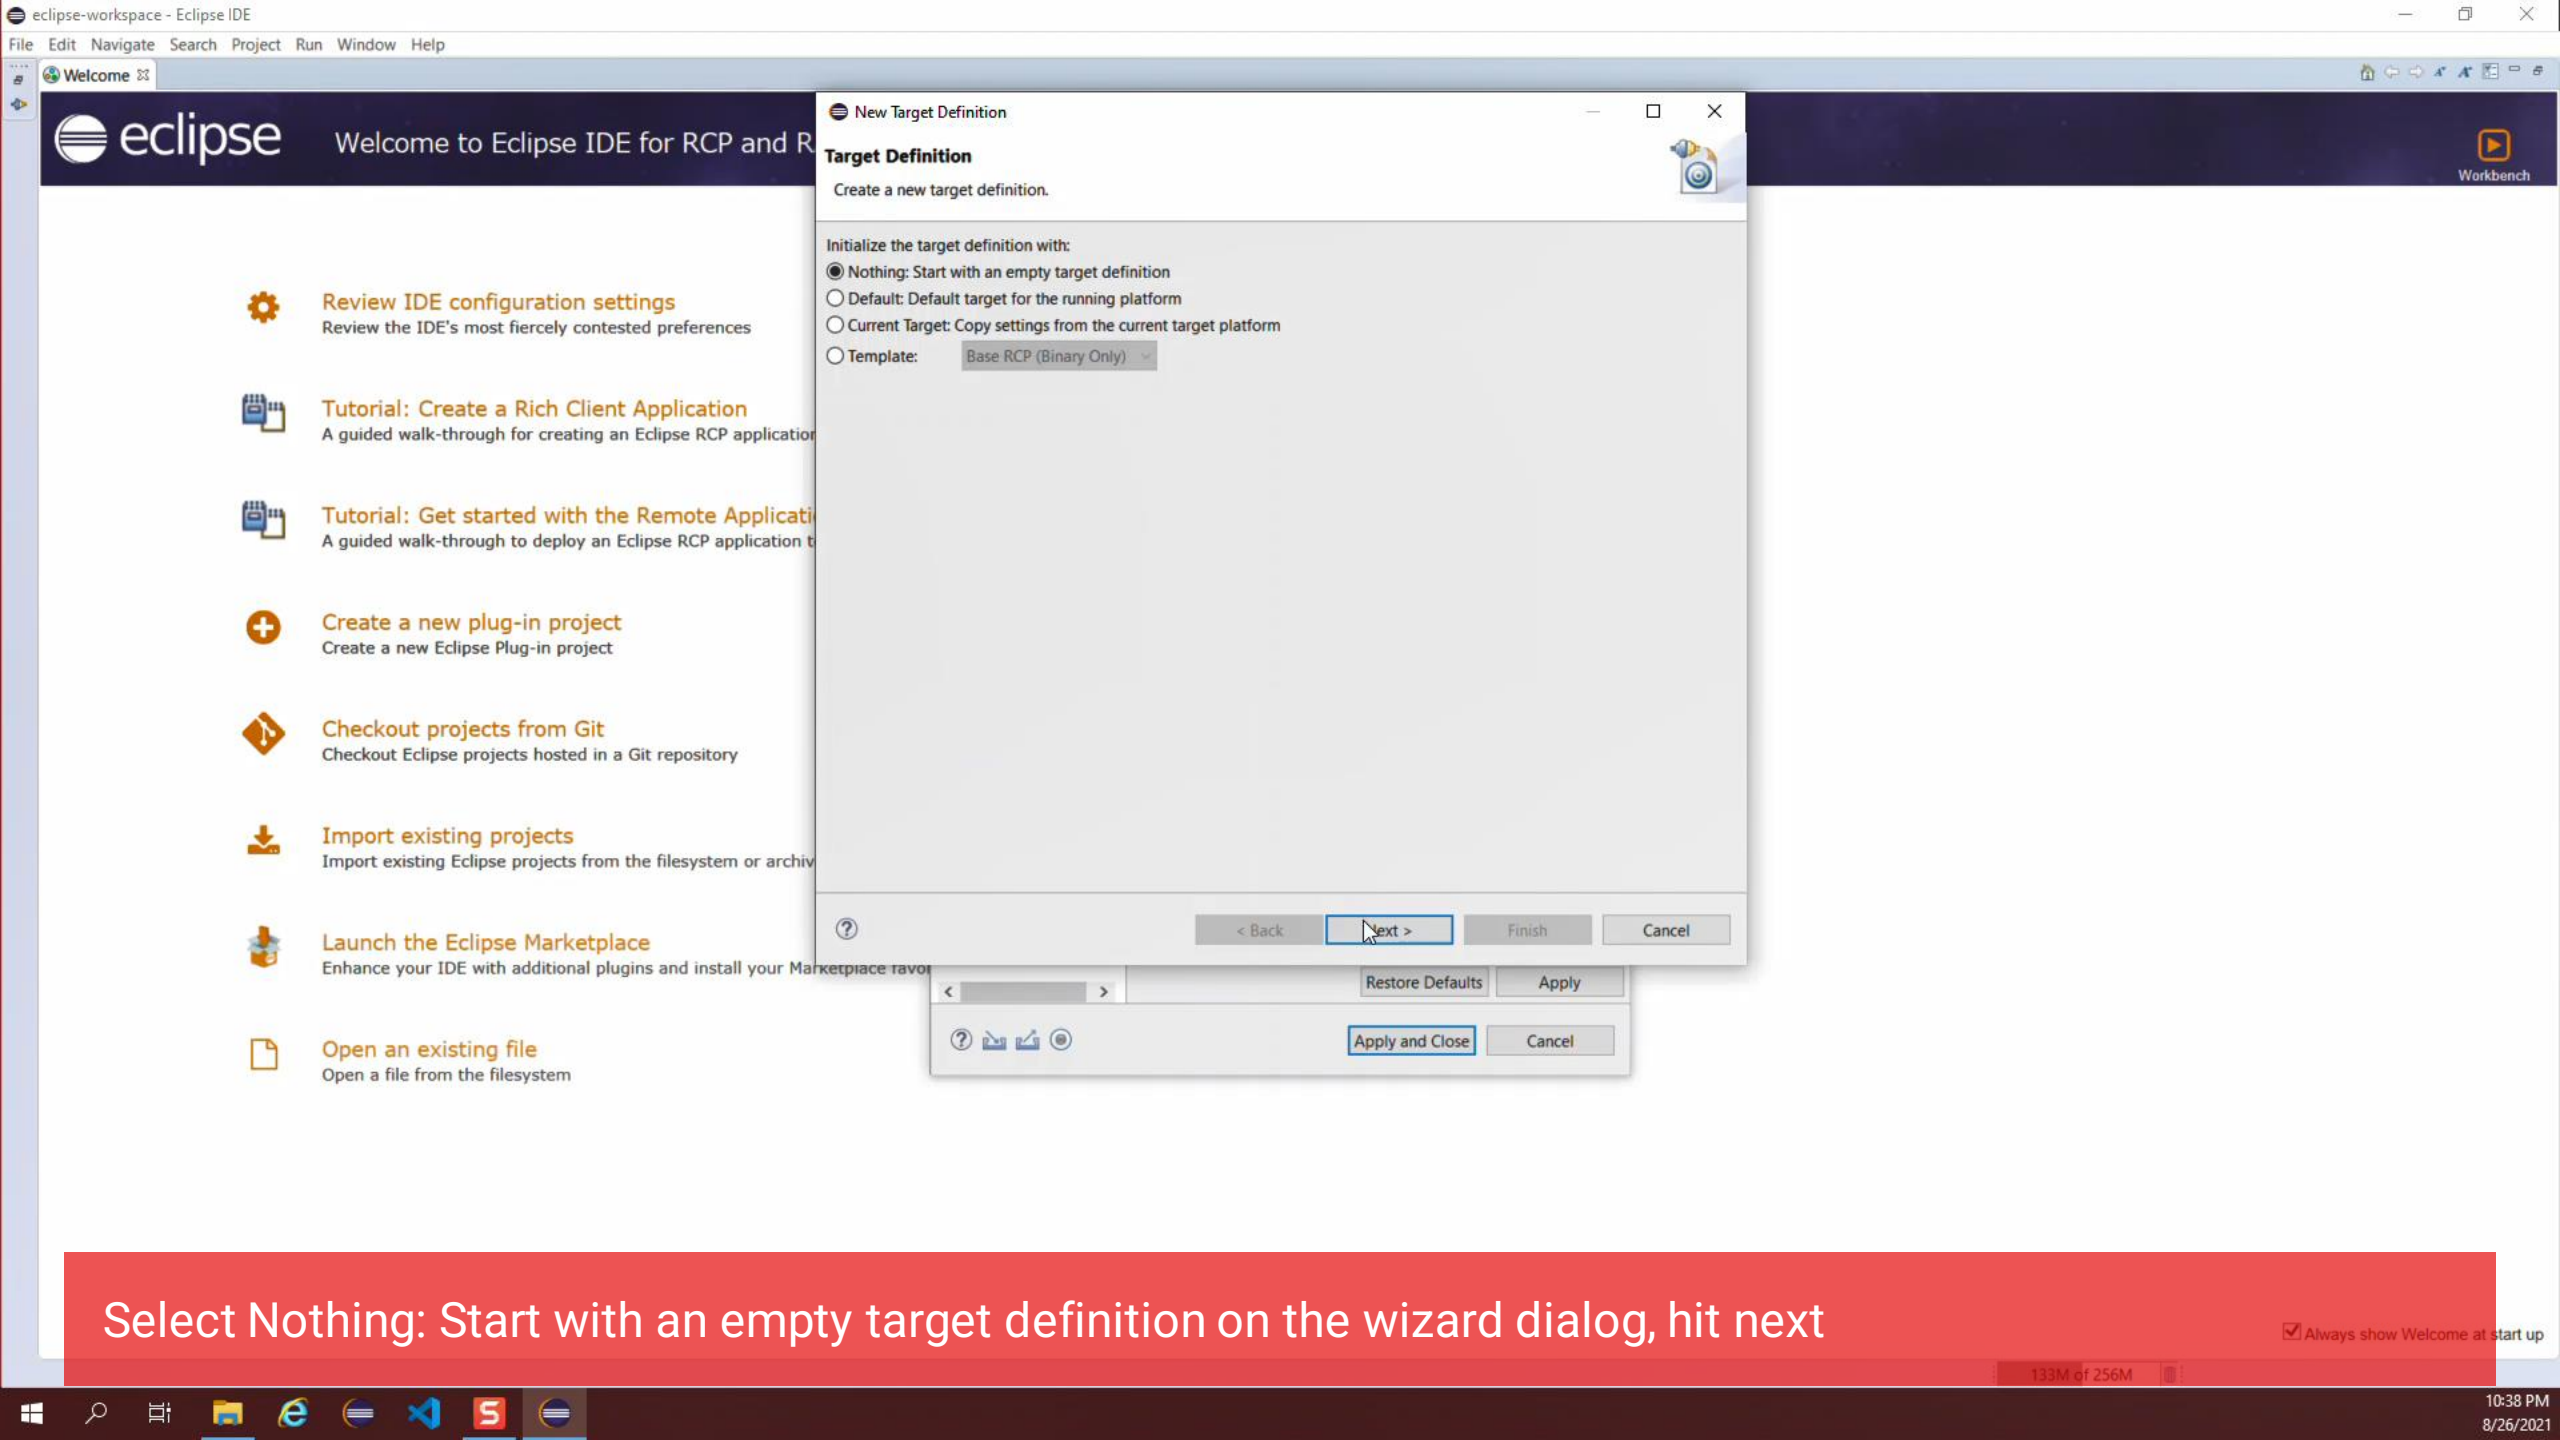 eclipse-workspace - Eclipse IDE
File Edit Navigate Search Project Run Window Help
Welcome
eclipse
Welcome to Eclipse IDE for RCP and R
Workbench
Review IDE configuration settings
Review the IDE's most fiercely contested preferences
Tutorial: Create a Rich Client Application
A guided walk-through for creating an Eclipse RCP application
Tutorial: Get started with the Remote Applicati
A guided walk-through to deploy an Eclipse RCP application t
Create a new plug-in project
Create a new Eclipse Plug-in project
Checkout projects from Git
Checkout Eclipse projects hosted in a Git repository
Import existing projects
Import existing Eclipse projects from the filesystem or archiv
Launch the Eclipse Marketplace
Enhance your IDE with additional plugins and install your Marketplace favor
Open an existing file
Open a file from the filesystem
New Target Definition
Target Definition
Create a new target definition.
Initialize the target definition with:
Nothing: Start with an empty target definition
Default: Default target for the running platform
Current Target: Copy settings from the current target platform
Template: Base RCP (Binary Only)
< Back Next > Finish Cancel
Restore Defaults Apply
Apply and Close Cancel
Select Nothing: Start with an empty target definition on the wizard dialog, hit next
Always show Welcome at start up
133M of 256M
10:38 PM
8/26/2021